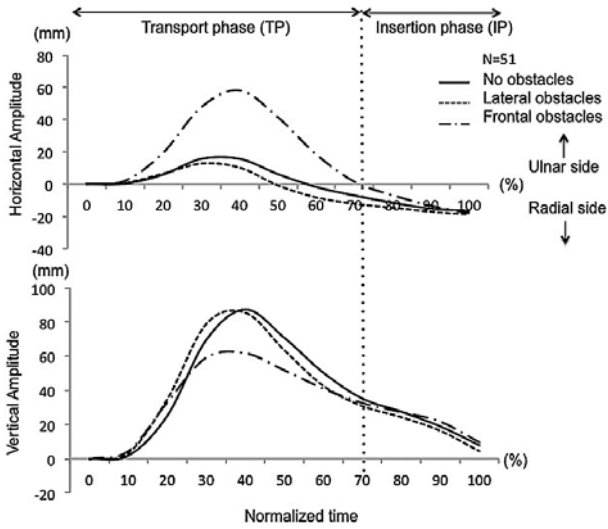 Transport phase (TP) Insertion phase (IP)
(mm)
80
60
40
20
0
-20
-40
Horizontal Amplitude
0 10 20 30 40 50 60 70 80 90 100 (%)
N=51
No obstacles
Lateral obstacles
Frontal obstacles
Ulnar side
Radial side
(mm)
100
80
60
40
20
0
-20
Vertical Amplitude
(%)
0 10 20 30 40 50 60 70 80 90 100
Normalized time